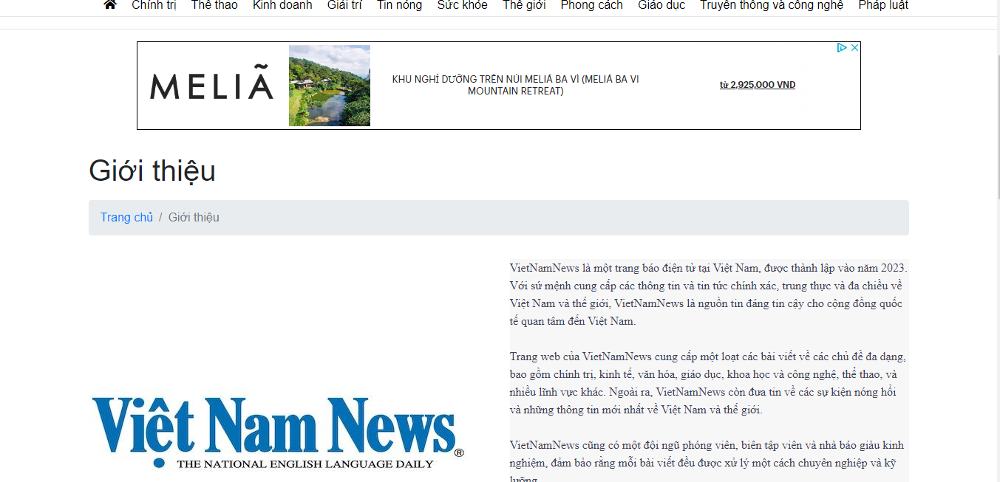 Chính trị Thể thao Kinh doanh Giải trí Tin nóng Sức khỏe Thế giới Phong cách Giáo dục Truyền thông và công nghệ Pháp luật
MELIÃ
KHU NGHỈ DƯỠNG TRÊN NÚI MELIÁ BA VÌ (MELIÁ BA VI
MOUNTAIN RETREAT)
từ 2,925,000 VND
Giới thiệu
Trang chủ / Giới thiệu
VietNamNews là một trang báo điện tử tại Việt Nam, được thành lập vào năm 2023.
Với sứ mệnh cung cấp các thông tin và tin tức chính xác, trung thực và đa chiều về
Việt Nam và thế giới, VietNamNews là nguồn tin đáng tin cậy cho cộng đồng quốc
tế quan tâm đến Việt Nam.
Trang web của VietNamNews cung cấp một loạt các bài viết về các chủ đề đa dạng,
bao gồm chính trị, kinh tế, văn hóa, giáo dục, khoa học và công nghệ, thể thao, và
nhiều lĩnh vực khác. Ngoài ra, VietNamNews còn đưa tin về các sự kiện nóng hổi
và những thông tin mới nhất về Việt Nam và thế giới.
VietNamNews cũng có một đội ngũ phóng viên, biên tập viên và nhà báo giàu kinh
nghiệm, đảm bảo rằng mỗi bài viết đều được xử lý một cách chuyên nghiệp và kỹ
lưỡng
Việt Nam News®
THE NATIONAL ENGLISH LANGUAGE DAILY